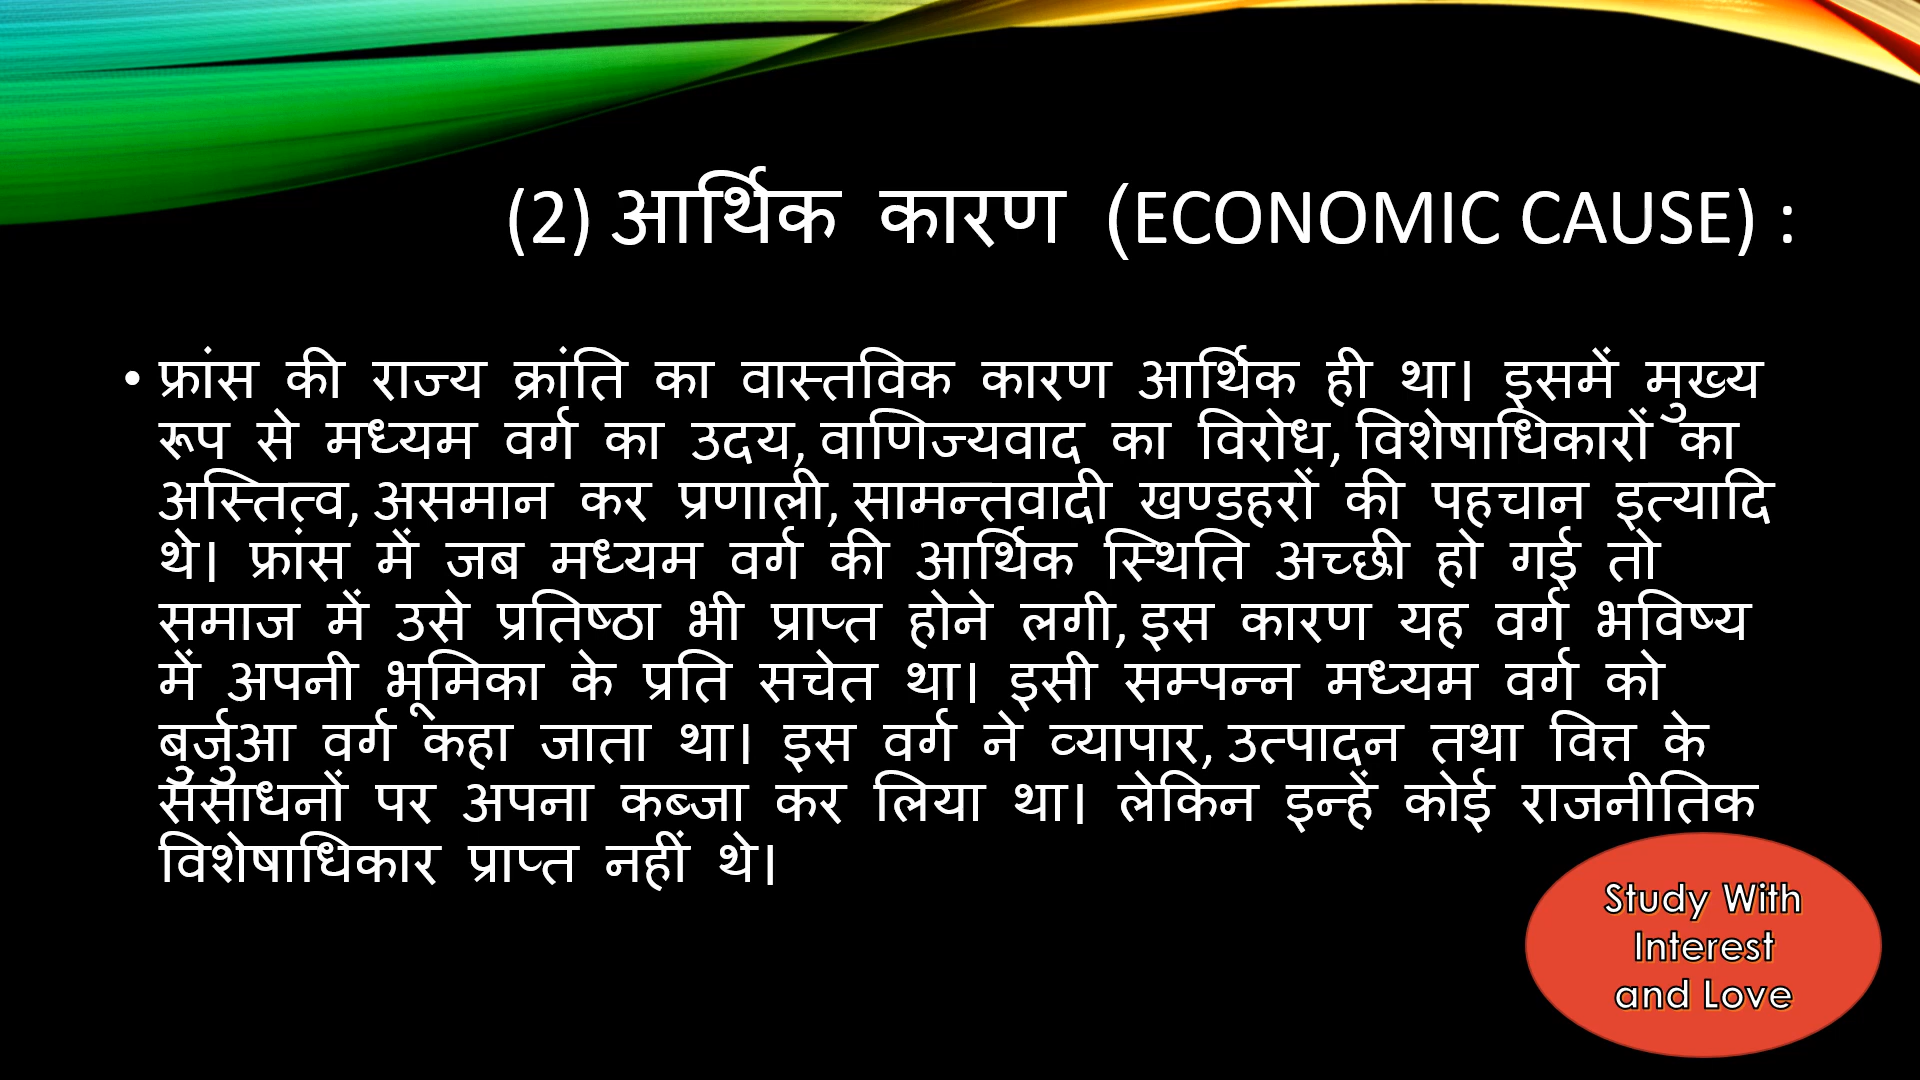 (2) आर्थिक कारण (ECONOMIC CAUSE) :
• फ्रांस की राज्य क्रांति का वास्तविक कारण आर्थिक ही था। इसमें मुख्य
रूप से मध्यम वर्ग का उदय, वाणिज्यवाद का विरोध, विशेषाधिकारों का
अस्तित्व, असमान कर प्रणाली, सामन्तवादी खण्डहरों की पहचान इत्यादि
थे। फ्रांस में जब मध्यम वर्ग की आर्थिक स्थिति अच्छी हो गई तो
समाज में उसे प्रतिष्ठा भी प्राप्त होने लगी, इस कारण यह वर्ग भविष्य
में अपनी भूमिका के प्रति सचेत था। इसी सम्पन्न मध्यम वर्ग को
बुर्जुआ वर्ग कहा जाता था। इस वर्ग ने व्यापार, उत्पादन तथा वित्त के
संसाधनों पर अपना कब्जा कर लिया था। लेकिन इन्हें कोई राजनीतिक
विशेषाधिकार प्राप्त नहीं थे।
Study With
Interest
and Love